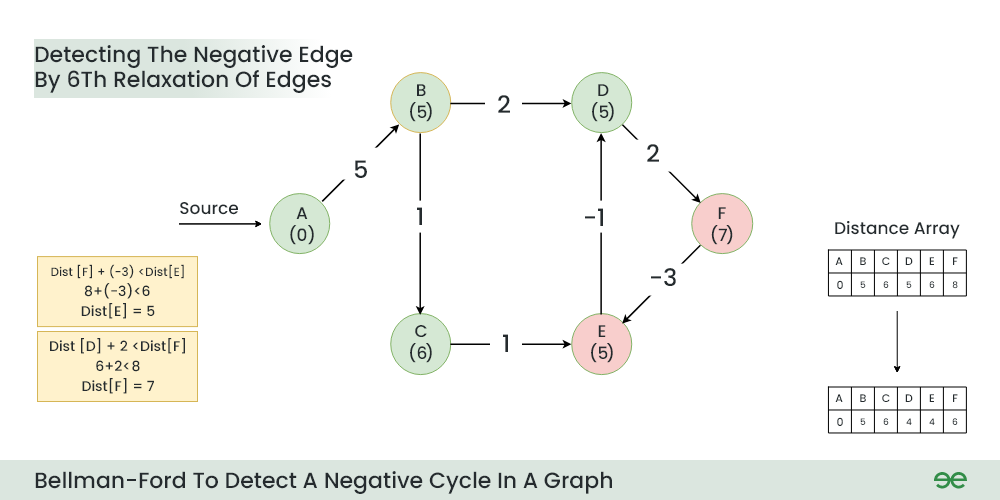 Detecting The Negative Edge
By 6Th Relaxation Of Edges
B
(5)
2
D
(5)
5
2
Source
A
(0)
1
-1
F
(7)
-3
Dist [F] + (-3) <Dist[E]
8+(-3)<6
Dist[E] = 5
Dist [D] + 2 <Dist[F]
6+2<8
Dist[F] = 7
C
(6)
1
E
(5)
Distance Array
A B C D E F
0 5 6 5 6 8
A B C D E F
0 5 6 4 4 6
Bellman-Ford To Detect A Negative Cycle In A Graph